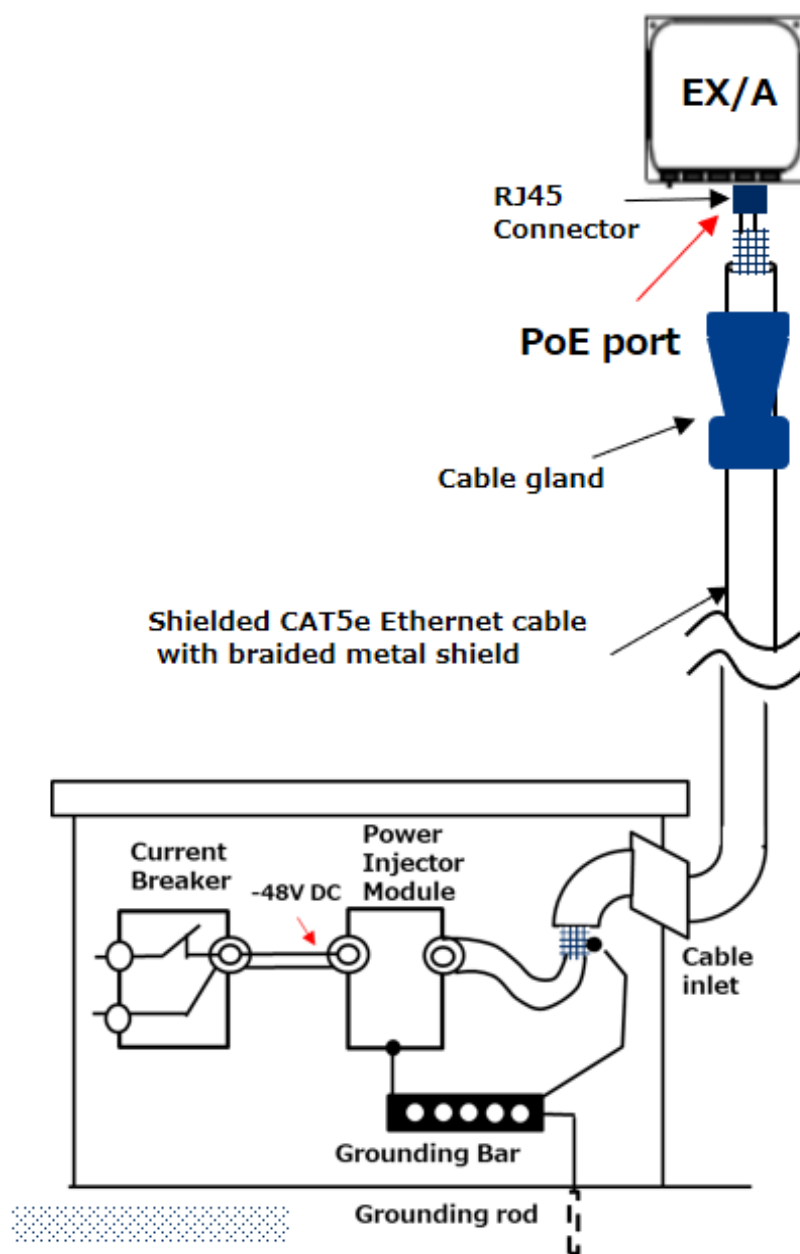 EX/A
RJ45
Connector
PoE port
Cable gland
Shielded CAT5e Ethernet cable
with braided metal shield
Current
Breaker
-48V DC
Power
Injector
Module
Cable
inlet
Grounding Bar
Grounding rod